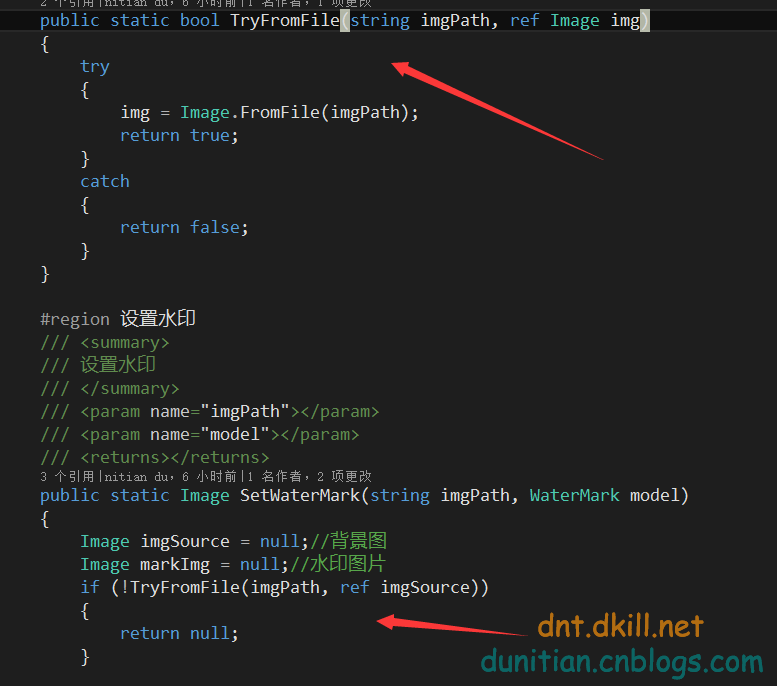 2 个引用|nitian du，6 小时前|1 名作者，1 项更改
public static bool TryFromFile(string imgPath, ref Image img)
{
    try
    {
        img = Image.FromFile(imgPath);
        return true;
    }
    catch
    {
        return false;
    }
}
#region 设置水印
/// <summary>
/// 设置水印
/// </summary>
/// <param name="imgPath"></param>
/// <param name="model"></param>
/// <returns></returns>
3 个引用|nitian du，6 小时前|1 名作者，2 项更改
public static Image SetWaterMark(string imgPath, WaterMark model)
{
    Image imgSource = null;//背景图
    Image markImg = null;//水印图片
    if (!TryFromFile(imgPath, ref imgSource))
    {
        return null;
    }
dnt.dkill.net
dunitian.cnblogs.com